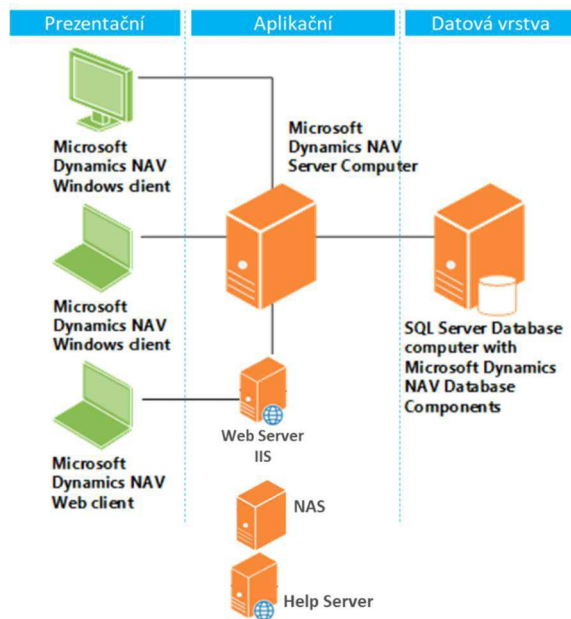 Prezentační
Aplikační
Datová vrstva
Microsoft
Dynamics NAV
Windows client
Microsoft
Dynamics NAV
Server Computer
Microsoft
Dynamics NAV
Windows client
SQL Server Database
computer with
Microsoft Dynamics
NAV Database
Components
Web Server
IIS
Microsoft
Dynamics NAV
Web client
NAS
Help Server